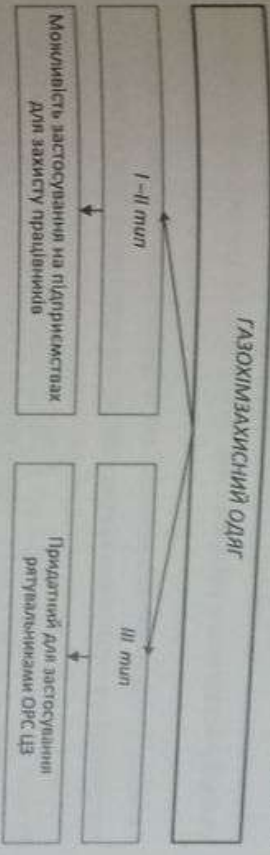 ГАЗОХІМЗАХИСНИЙ ОДЯГ
I –II тип
III тип
Можливість застосування на підприємствах
для захисту працівників
Придатний для застосування
рятувальниками ОРС ЦЗ